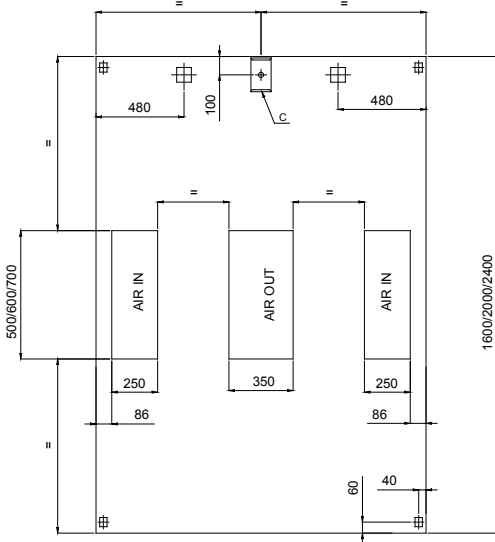 = =
480 100 C 480
=
= =
500/600/700 AIR IN AIR OUT AIR IN 1600/2000/2400
250 350 250
86 86
=
60 40